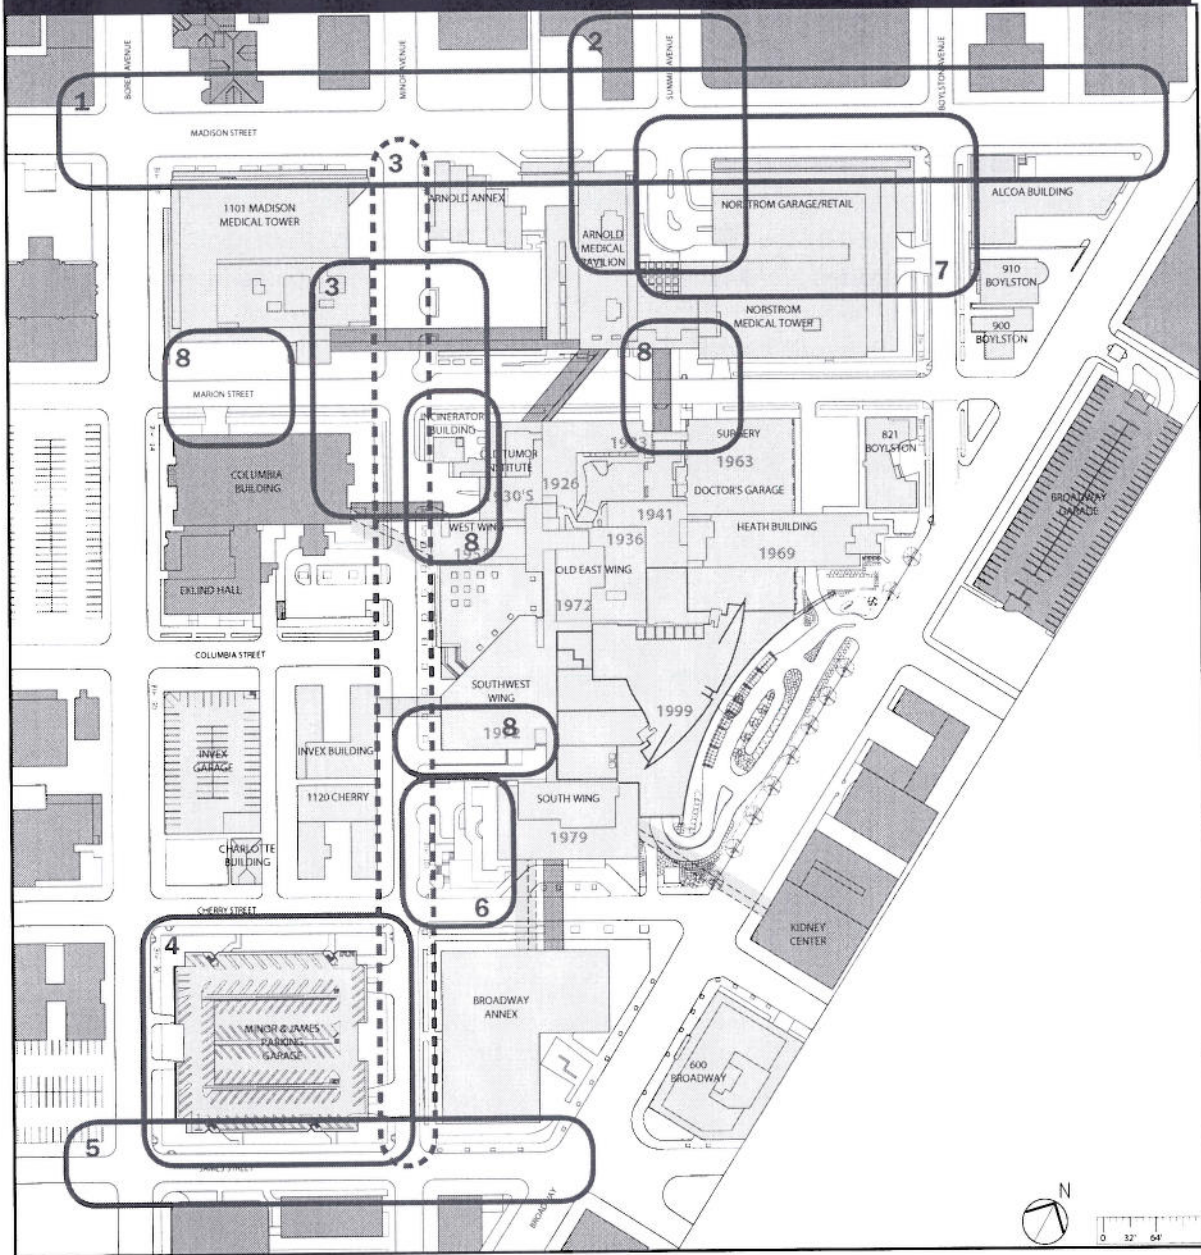 BOREN AVENUE
MINOR AVENUE
2
SUMMIT AVENUE
BOYLSTON AVENUE
1
MADISON STREET
3
1101 MADISON
MEDICAL TOWER
ARNOLD ANNEX
ARNOLD
MEDICAL
PAVILION
NORSTROM GARAGE/RETAIL
ALCOA BUILDING
7
910
BOYLSTON
3
NORSTROM
MEDICAL TOWER
900
BOYLSTON
8
8
MARION STREET
INCINERATOR
BUILDING
OLD TUMOR
INSTITUTE
1930'S
1926
SURGERY
1963
821
BOYLSTON
COLUMBIA
BUILDING
DOCTOR'S GARAGE
BROADWAY
GARAGE
1941
WEST WING
8
1936
HEATH BUILDING
1969
OLD EAST WING
EKLIND HALL
1972
COLUMBIA STREET
SOUTHWEST
WING
1999
8
INVEX
GARAGE
INVEX BUILDING
1120 CHERRY
SOUTH WING
1979
CHARLOTTE
BUILDING
6
CHERRY STREET
KIDNEY
CENTER
4
BROADWAY
ANNEX
MINOR & JAMES
PARKING
GARAGE
600
BROADWAY
5
JAMES STREET
BROADWAY
N
0 32' 64'